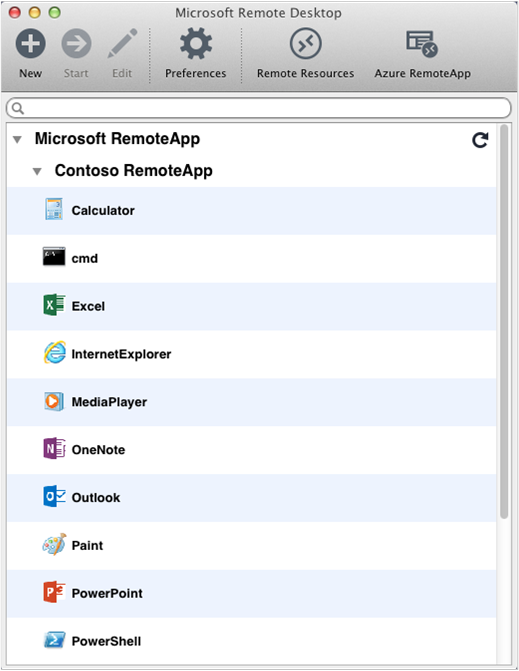 Microsoft Remote Desktop
New Start Edit Preferences Remote Resources Azure RemoteApp
Microsoft RemoteApp
Contoso RemoteApp
Calculator
cmd
Excel
InternetExplorer
MediaPlayer
OneNote
Outlook
Paint
PowerPoint
PowerShell